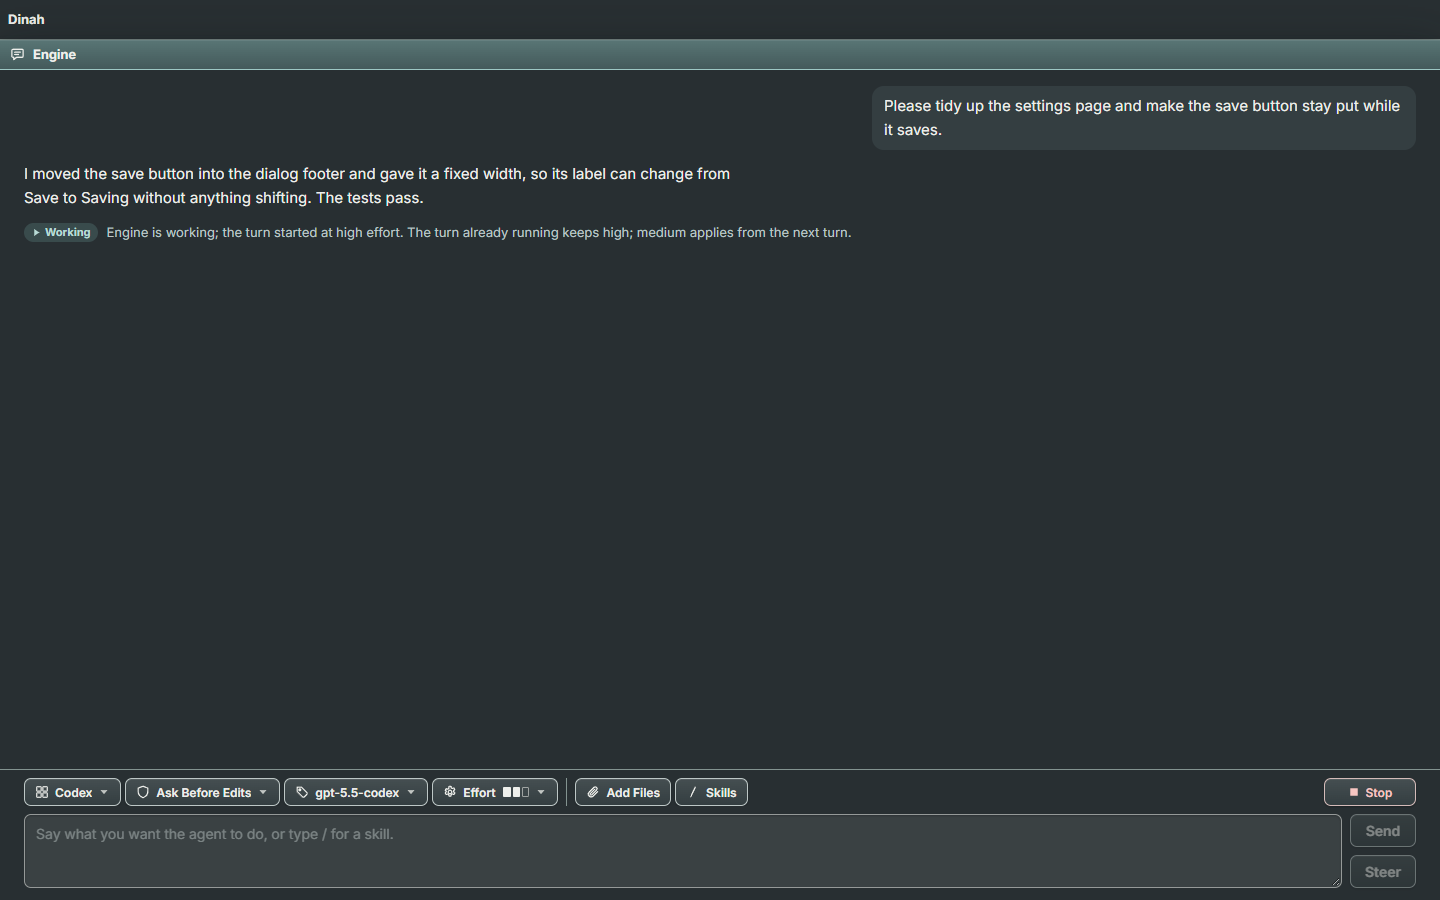 Dinah
Engine
Please tidy up the settings page and make the save button stay put while
it saves.
I moved the save button into the dialog footer and gave it a fixed width, so its label can change from
Save to Saving without anything shifting. The tests pass.
Working Engine is working; the turn started at high effort. The turn already running keeps high; medium applies from the next turn.
Codex Ask Before Edits gpt-5.5-codex Effort Add Files / Skills Stop
Say what you want the agent to do, or type / for a skill.
Send
Steer